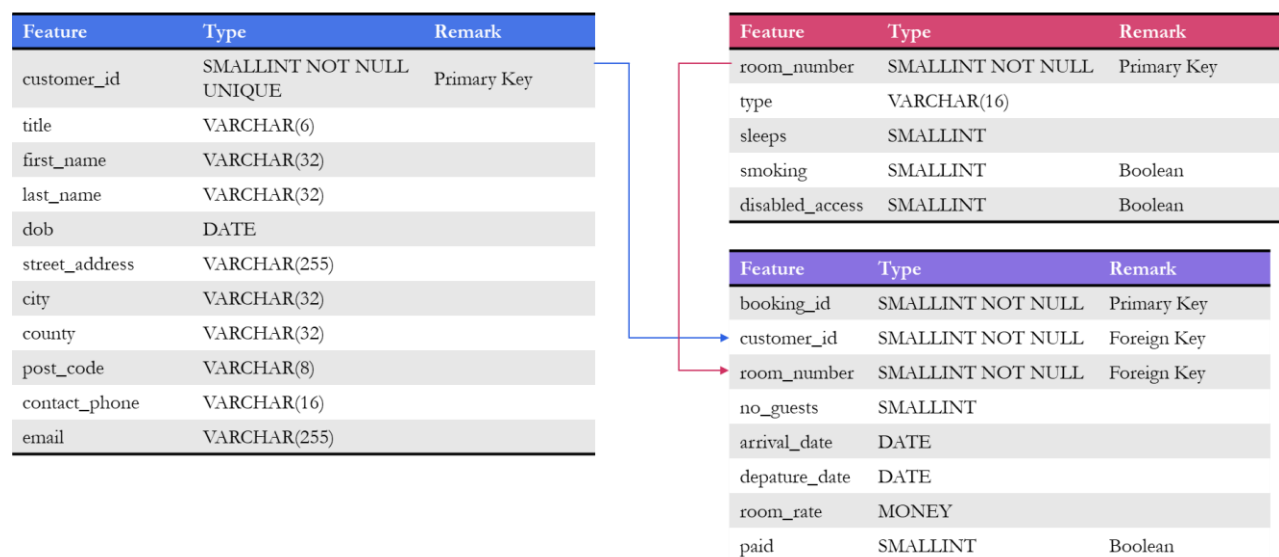 Feature Type Remark
customer_id SMALLINT NOT NULL UNIQUE Primary Key
title VARCHAR(6)
first_name VARCHAR(32)
last_name VARCHAR(32)
dob DATE
street_address VARCHAR(255)
city VARCHAR(32)
county VARCHAR(32)
post_code VARCHAR(8)
contact_phone VARCHAR(16)
email VARCHAR(255)
Feature Type Remark
room_number SMALLINT NOT NULL Primary Key
type VARCHAR(16)
sleeps SMALLINT
smoking SMALLINT Boolean
disabled_access SMALLINT Boolean
Feature Type Remark
booking_id SMALLINT NOT NULL Primary Key
customer_id SMALLINT NOT NULL Foreign Key
room_number SMALLINT NOT NULL Foreign Key
no_guests SMALLINT
arrival_date DATE
depature_date DATE
room_rate MONEY
paid SMALLINT Boolean